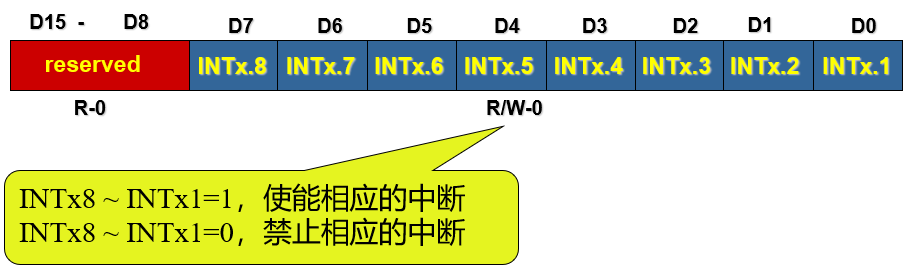 D15 - D8 D7 D6 D5 D4 D3 D2 D1 D0
reserved INTx.8 INTx.7 INTx.6 INTx.5 INTx.4 INTx.3 INTx.2 INTx.1
R-0 R/W-0
INTx8 ~ INTx1=1，使能相应的中断
INTx8 ~ INTx1=0，禁止相应的中断